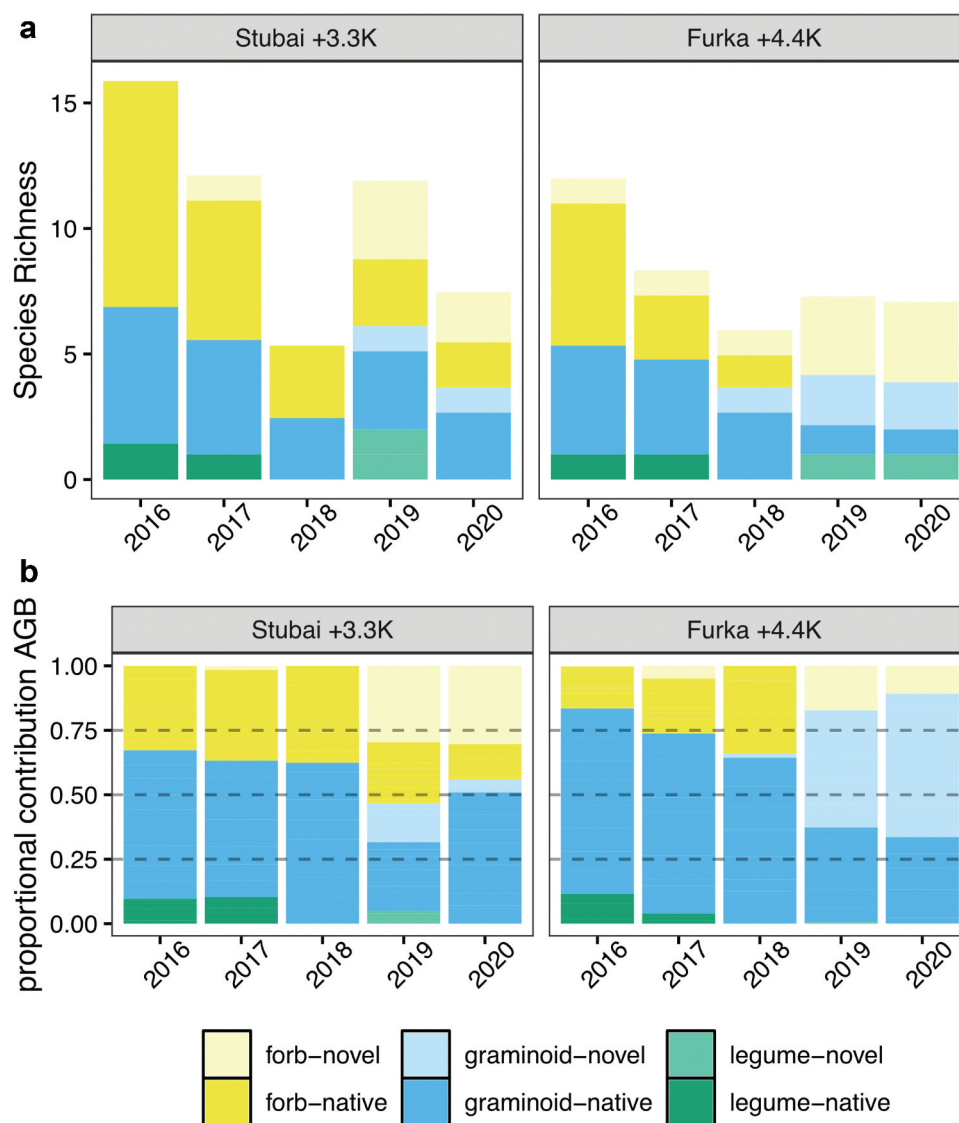 a
Stubai +3.3K
Furka +4.4K
Species Richness
15
10
5
0
2016 2017 2018 2019 2020
2016 2017 2018 2019 2020
b
Stubai +3.3K
Furka +4.4K
proportional contribution AGB
1.00
0.75
0.50
0.25
0.00
2016 2017 2018 2019 2020
2016 2017 2018 2019 2020
forb−novel graminoid−novel legume−novel
forb−native graminoid−native legume−native